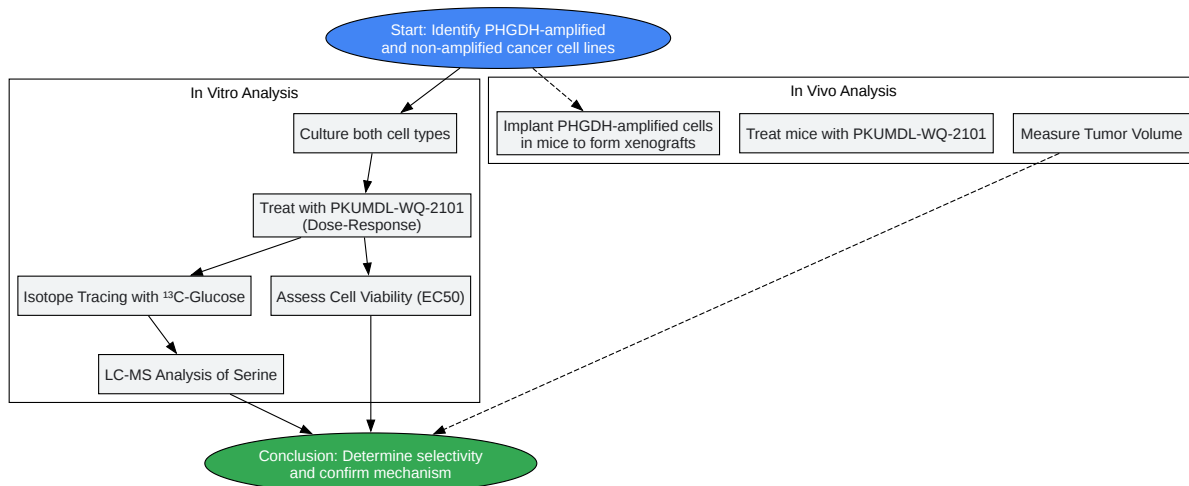 Start: Identify PHGDH-amplified
and non-amplified cancer cell lines
In Vitro Analysis
Culture both cell types
Treat with PKUMDL-WQ-2101
(Dose-Response)
Isotope Tracing with ¹³C-Glucose
Assess Cell Viability (EC50)
LC-MS Analysis of Serine
In Vivo Analysis
Implant PHGDH-amplified cells
in mice to form xenografts
Treat mice with PKUMDL-WQ-2101
Measure Tumor Volume
Conclusion: Determine selectivity
and confirm mechanism